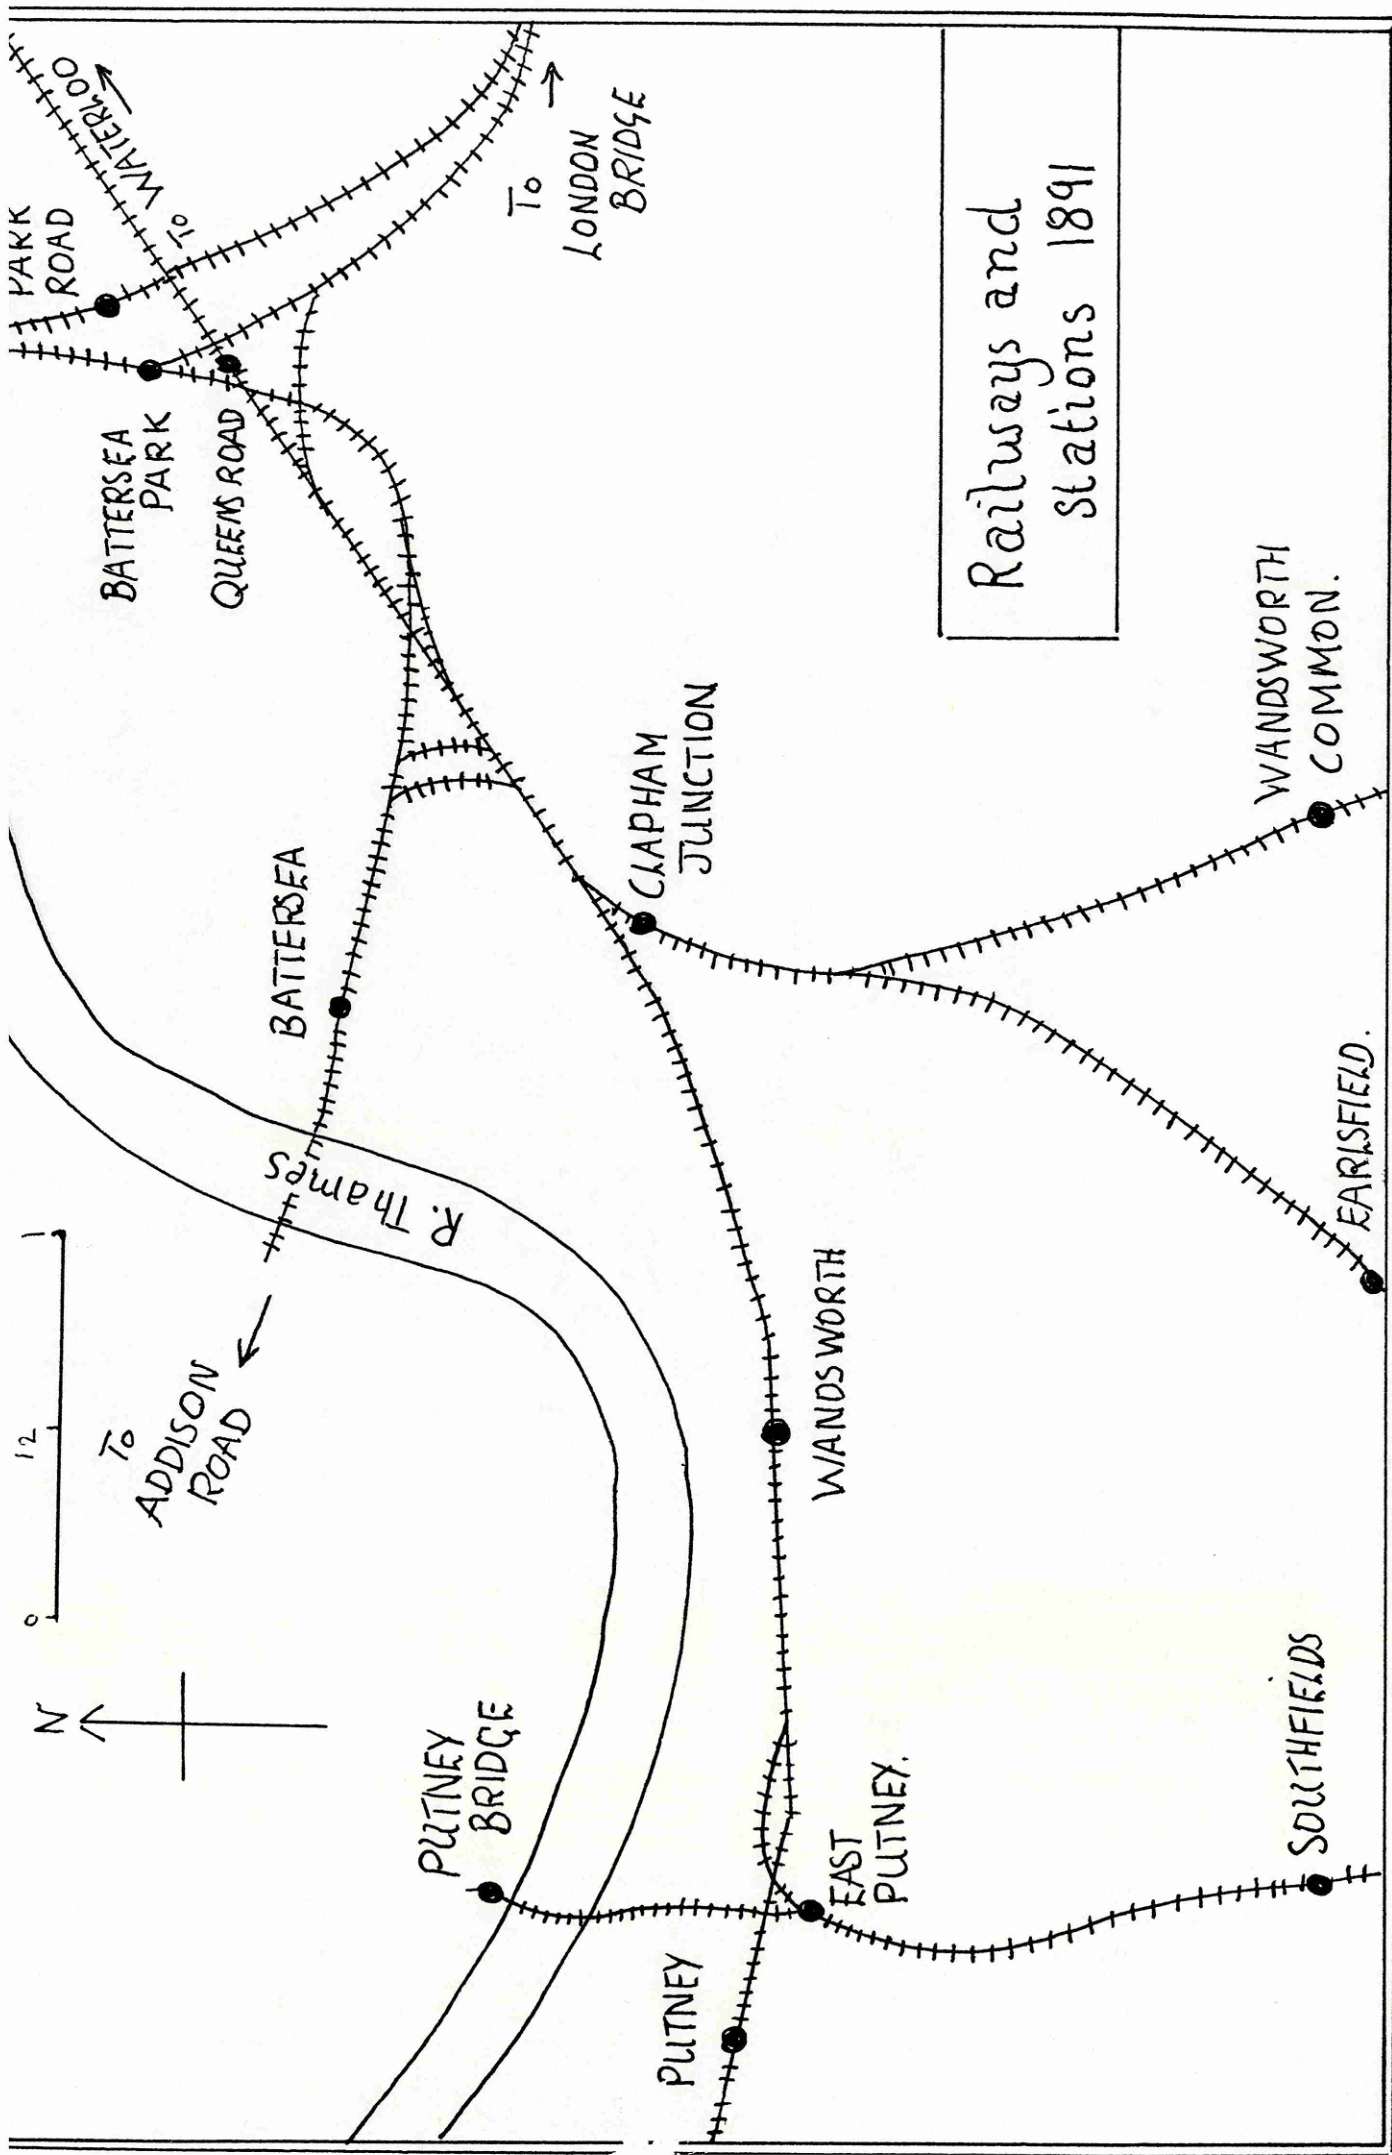 N
0 ½ 1
To
ADDISON
ROAD
PARK
ROAD
To WATERLOO
BATTERSEA
PARK
QUEENS ROAD
BATTERSEA
R. Thames
To
LONDON
BRIDGE
PUTNEY
BRIDGE
CLAPHAM
JUNCTION
PUTNEY
EAST
PUTNEY.
WANDSWORTH
Railways and
Stations 1891
SOUTHFIELDS
EARLSFIELD.
WANDSWORTH
COMMON.